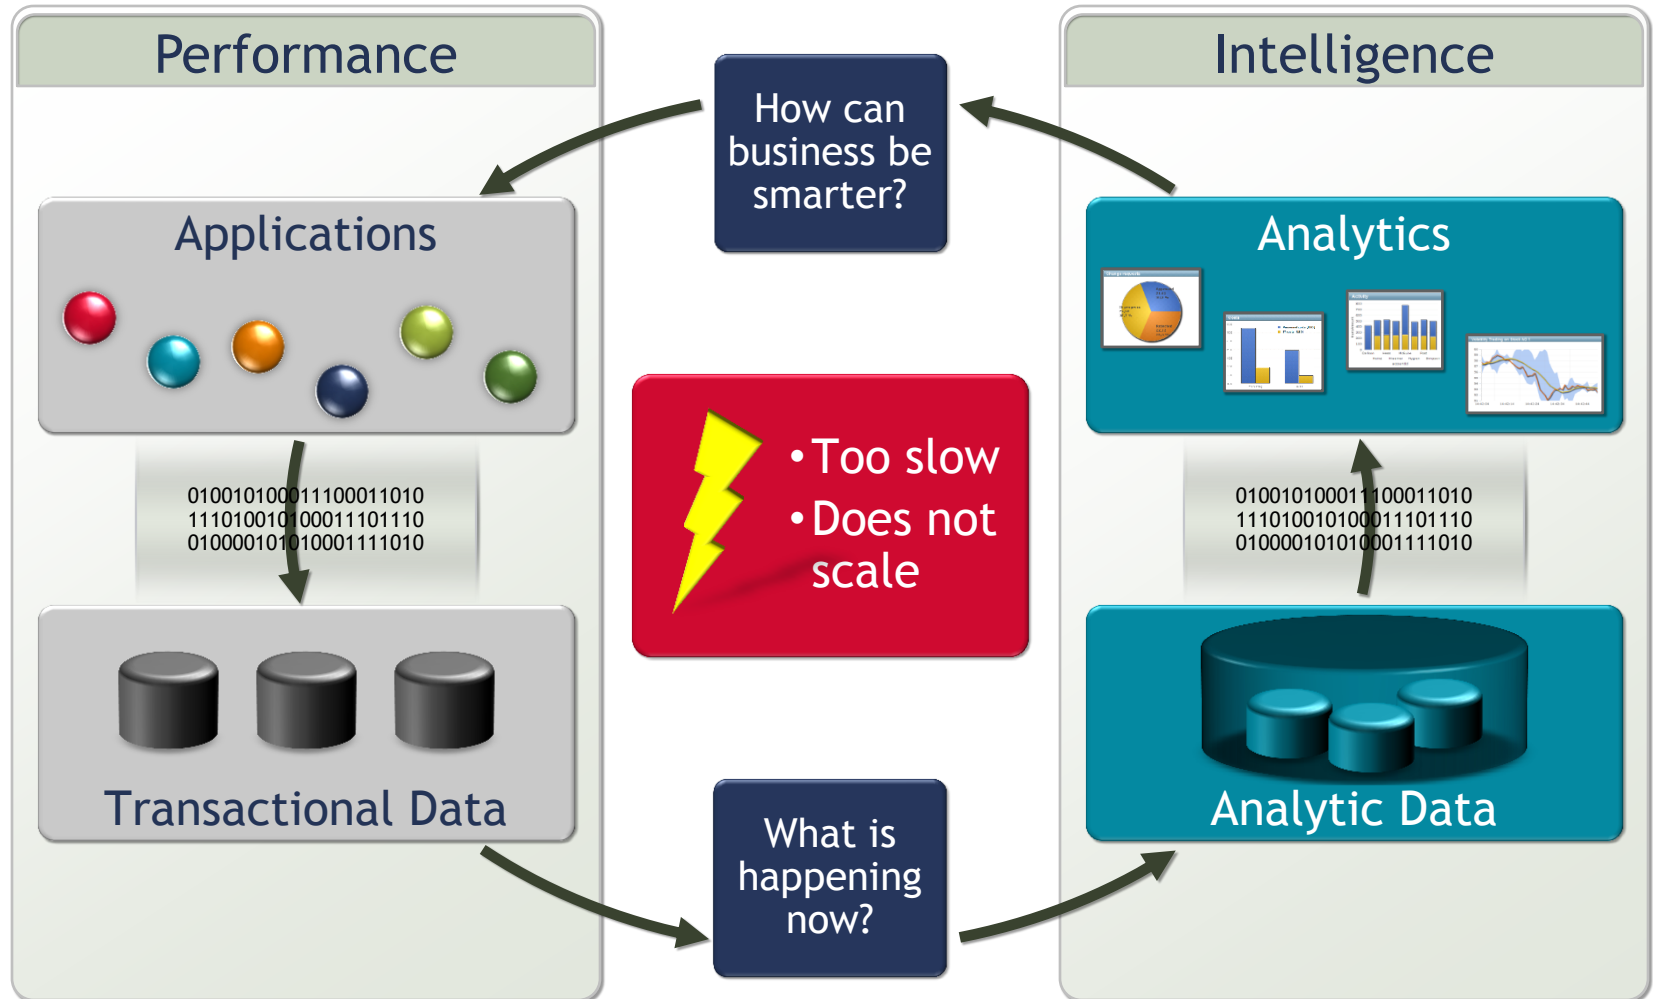 Performance
Intelligence
How can
business be
smarter?
Applications
Analytics
• Too slow
• Does not
scale
010010100011100011010
111010010100011101110
010000101010001111010
010010100011100011010
111010010100011101110
010000101010001111010
Transactional Data
Analytic Data
What is
happening
now?